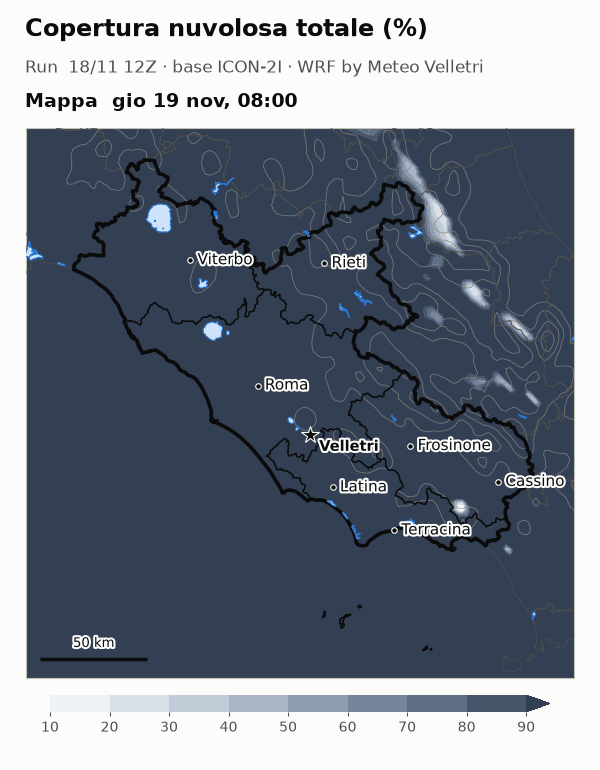 Copertura nuvolosa totale (%)
Run  18/11 12Z · base ICON-2I · WRF by Meteo Velletri
Mappa  gio 19 nov, 08:00
Viterbo
Rieti
Roma
Velletri
Frosinone
Latina
Cassino
Terracina
50 km
10 20 30 40 50 60 70 80 90